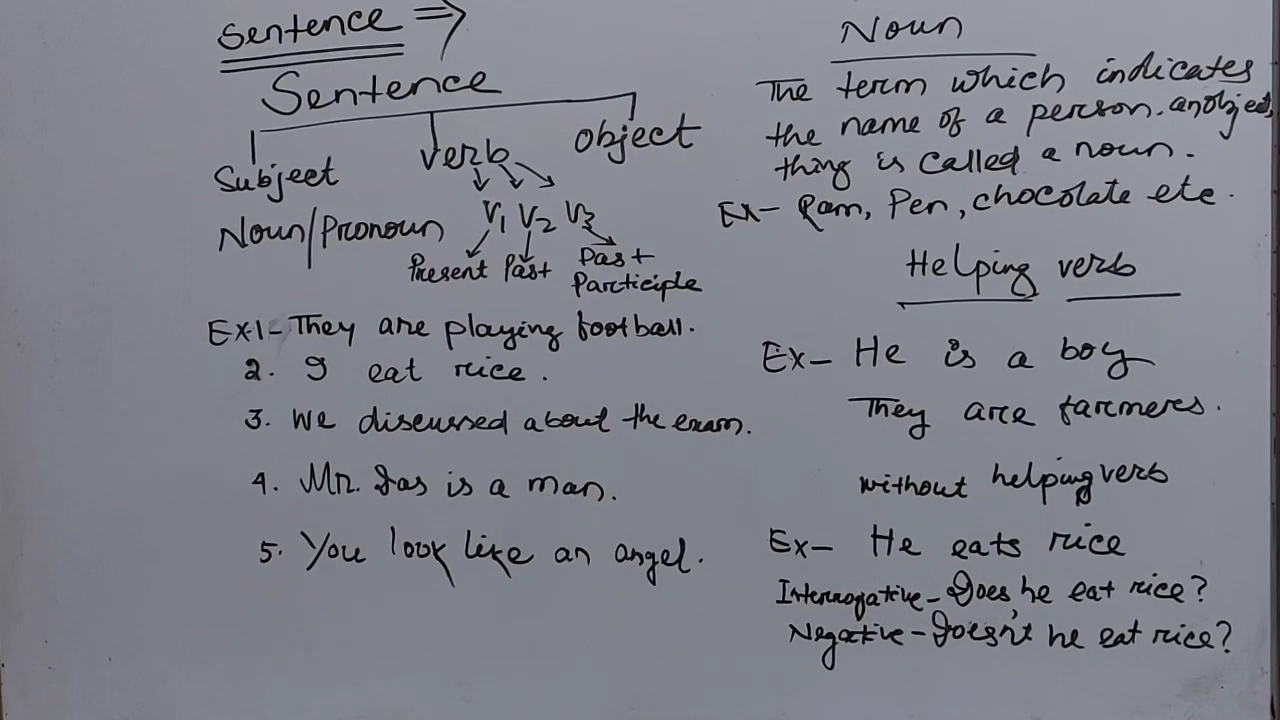 Sentence ⇒
Sentence
Subject verb object
Noun/Pronoun V1 V2 V3
Present Past Past Participle
Ex1- They are playing football.
2. I eat rice.
3. We discussed about the exam.
4. Mr. Das is a man.
5. You look like an angel.
Noun
The term which indicates
the name of a person. an object,
thing is called a noun.
Ex- Ram, Pen, chocolate etc.
Helping verb
Ex- He is a boy
They are farmers.
without helping verb
Ex- He eats rice
Interrogative- Does he eat rice?
Negative- Doesn't he eat rice?